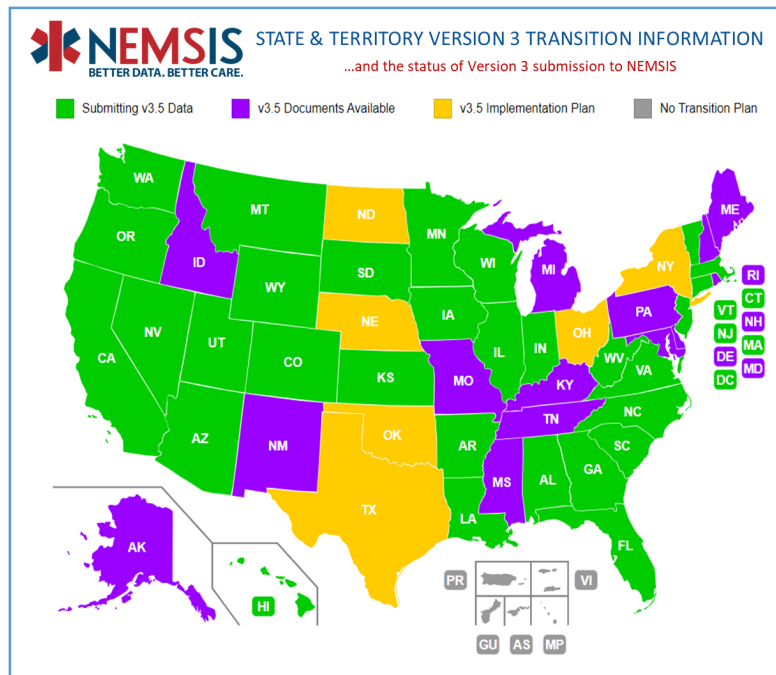 NEMSIS
BETTER DATA. BETTER CARE.
STATE & TERRITORY VERSION 3 TRANSITION INFORMATION
...and the status of Version 3 submission to NEMSIS
Submitting v3.5 Data
v3.5 Documents Available
v3.5 Implementation Plan
No Transition Plan
WA
MT
ND
MN
ME
OR
ID
SD
WI
MI
NY
RI
WY
CT
VT
NH
NV
NE
IA
PA
NJ
MA
UT
CO
IL
IN
OH
WV
DE
MD
CA
KS
MO
KY
VA
DC
AZ
NM
OK
AR
TN
NC
SC
TX
MS
AL
GA
LA
FL
AK
HI
PR
VI
GU
AS
MP